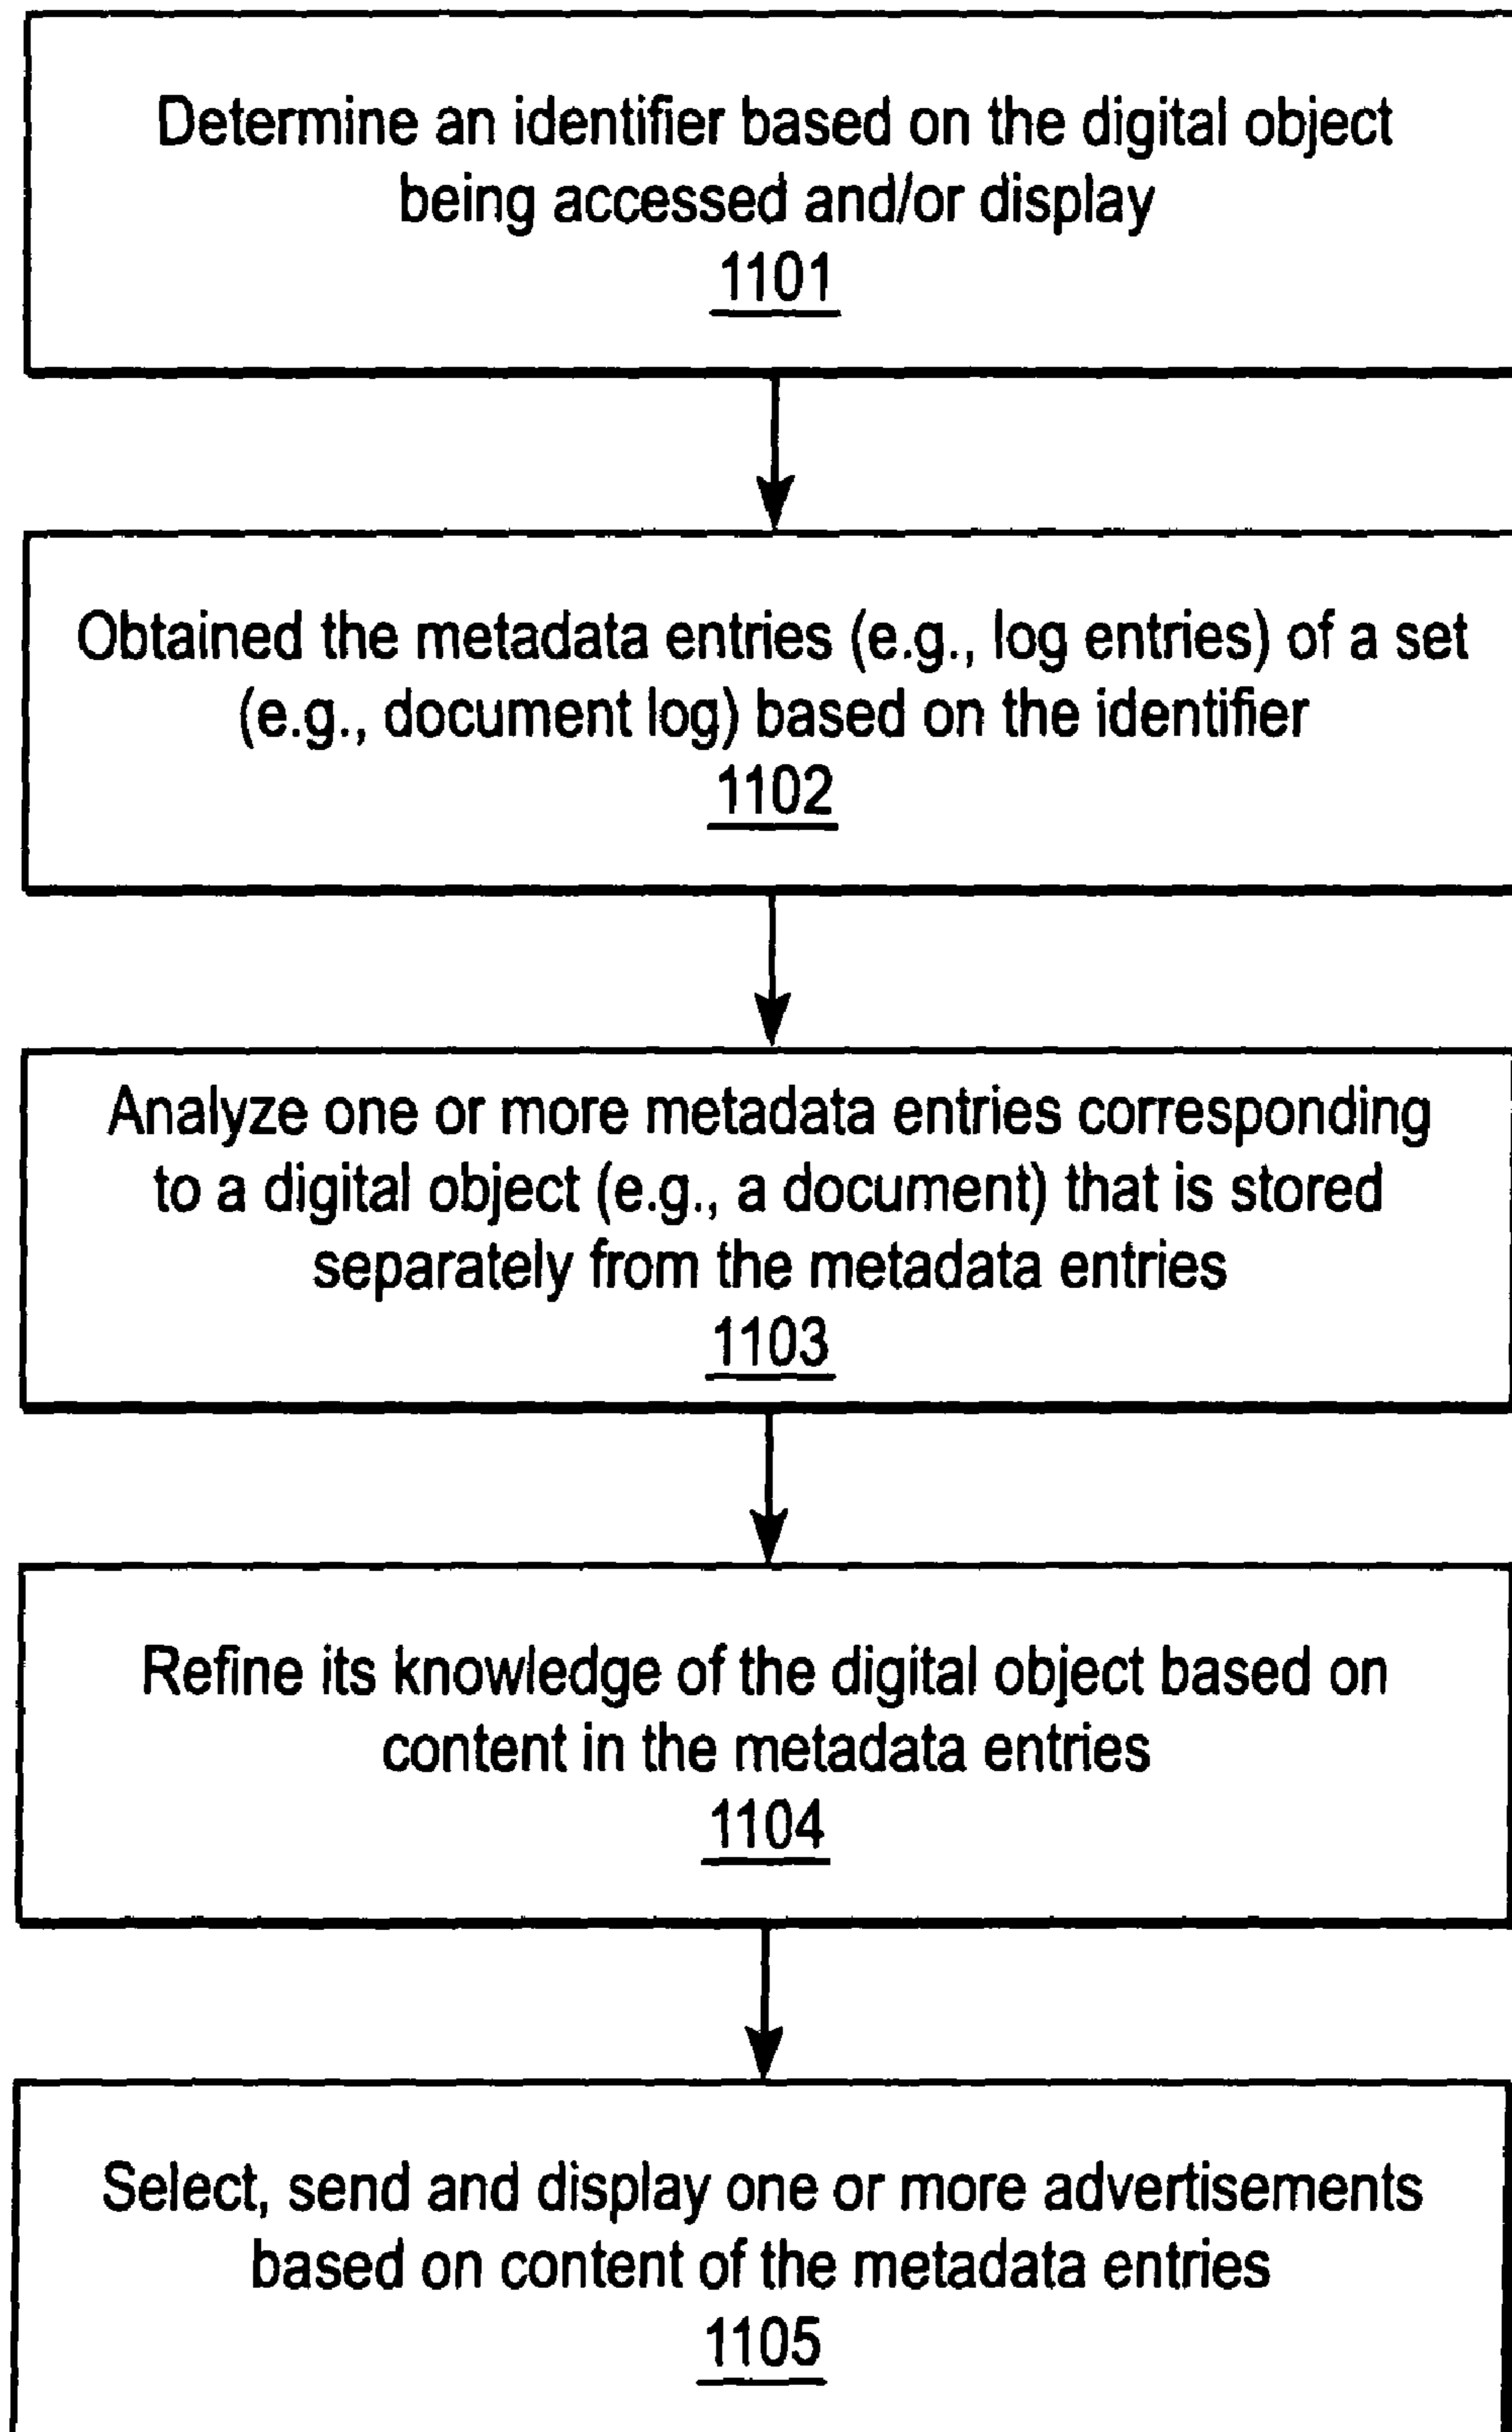 Determine an identifier based on the digital object
being accessed and/or display
1101
Obtained the metadata entries (e.g., log entries) of a set
(e.g., document log) based on the identifier
1102
Analyze one or more metadata entries corresponding
to a digital object (e.g., a document) that is stored
separately from the metadata entries
1103
Refine its knowledge of the digital object based on
content in the metadata entries
1104
Select, send and display one or more advertisements
based on content of the metadata entries
1105